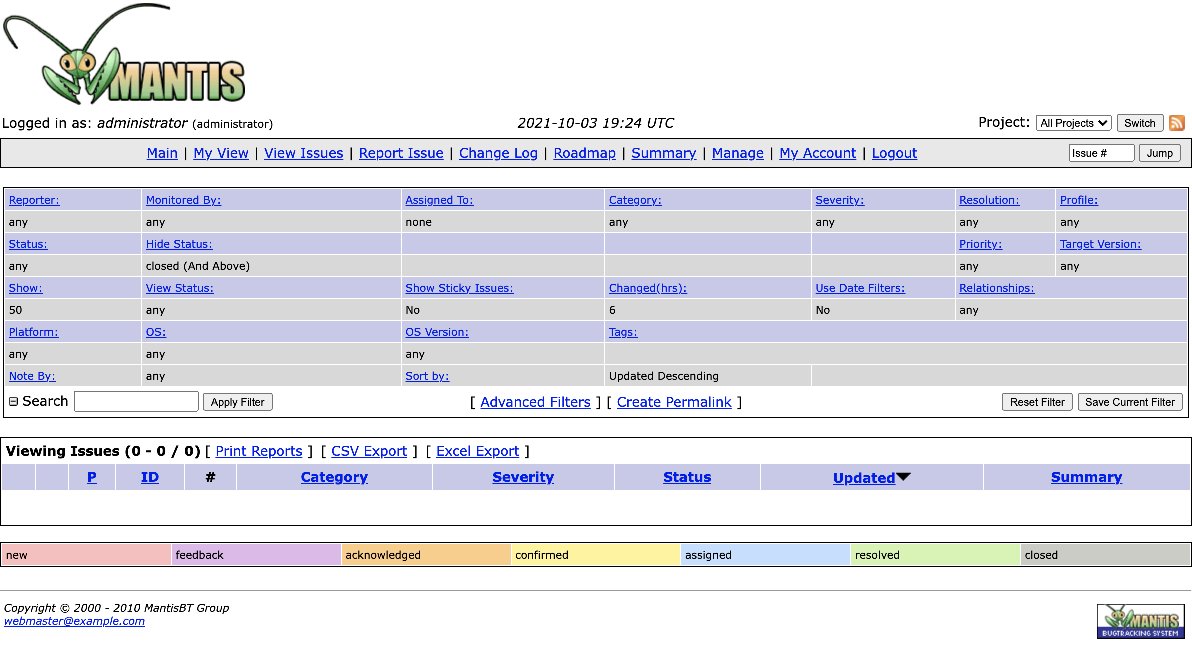 MANTIS
Logged in as: administrator (administrator) 2021-10-03 19:24 UTC Project: All Projects Switch
Main | My View | View Issues | Report Issue | Change Log | Roadmap | Summary | Manage | My Account | Logout Issue # Jump
Reporter: Monitored By: Assigned To: Category: Severity: Resolution: Profile:
any any none any any any any
Status: Hide Status: Priority: Target Version:
any closed (And Above) any any
Show: View Status: Show Sticky Issues: Changed(hrs): Use Date Filters: Relationships:
50 any No 6 No any
Platform: OS: OS Version: Tags:
any any any
Note By: any Sort by: Updated Descending
Search Apply Filter [ Advanced Filters ] [ Create Permalink ] Reset Filter Save Current Filter
Viewing Issues (0 - 0 / 0) [ Print Reports ] [ CSV Export ] [ Excel Export ]
P ID # Category Severity Status Updated Summary
new feedback acknowledged confirmed assigned resolved closed
Copyright © 2000 - 2010 MantisBT Group
webmaster@example.com
MANTIS
BUGTRACKING SYSTEM